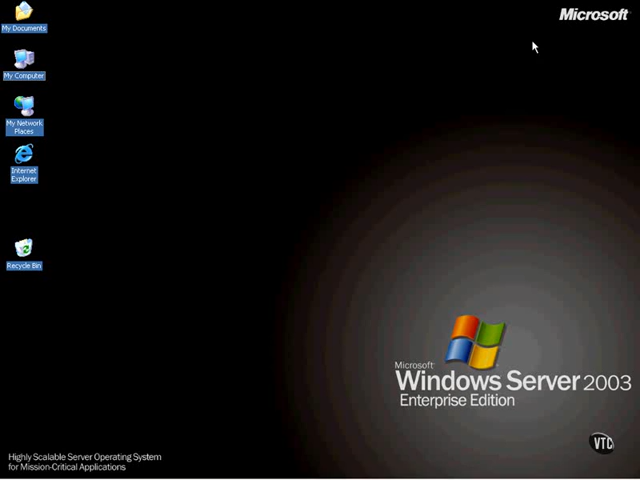 My Documents
Microsoft
My Computer
My Network
Places
Internet
Explorer
Recycle Bin
Microsoft
Windows Server 2003
Enterprise Edition
VTC
Highly Scalable Server Operating System
for Mission-Critical Applications